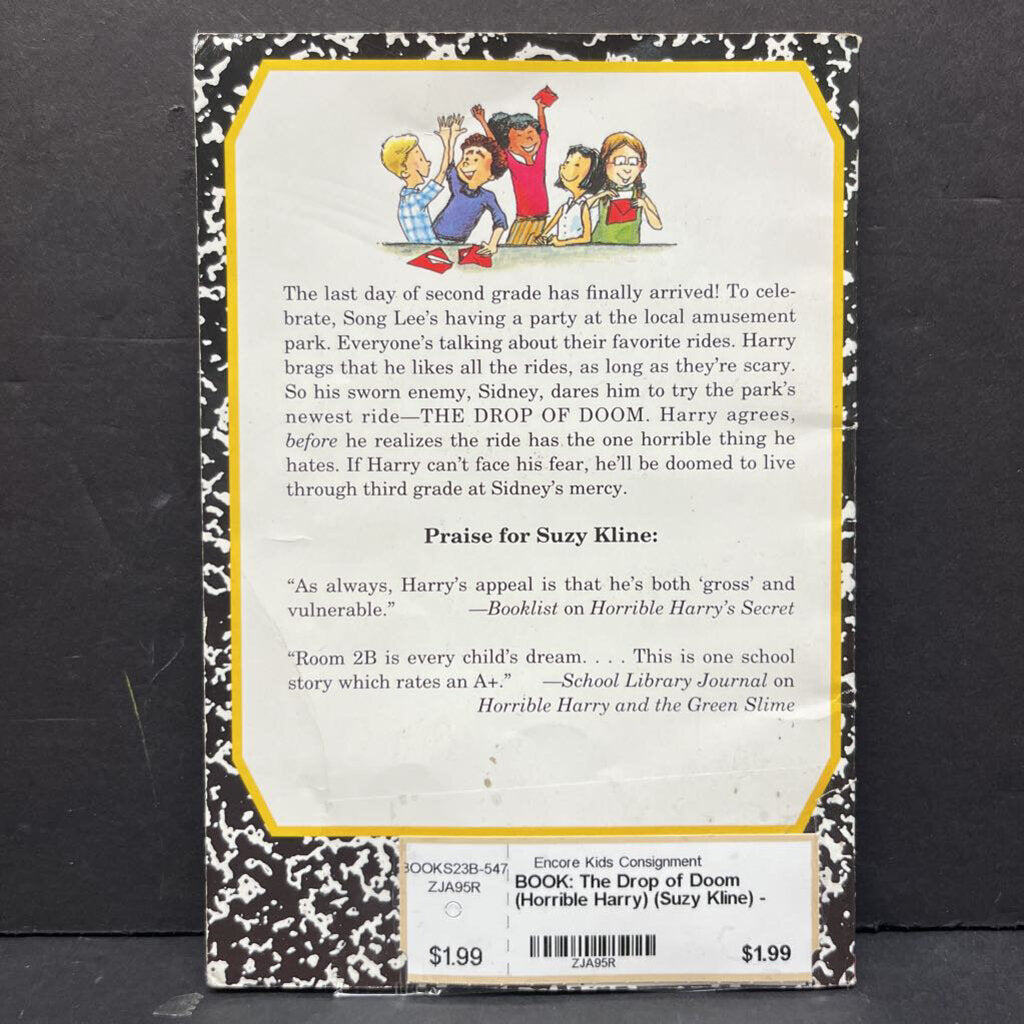 The last day of second grade has finally arrived! To cele-
brate, Song Lee's having a party at the local amusement
park. Everyone's talking about their favorite rides. Harry
brags that he likes all the rides, as long as they're scary.
So his sworn enemy, Sidney, dares him to try the park's
newest ride—THE DROP OF DOOM. Harry agrees,
before he realizes the ride has the one horrible thing he
hates. If Harry can't face his fear, he'll be doomed to live
through third grade at Sidney's mercy.
Praise for Suzy Kline:
“As always, Harry's appeal is that he's both ‘gross’ and
vulnerable.” —Booklist on Horrible Harry's Secret
“Room 2B is every child's dream. . . . This is one school
story which rates an A+.” —School Library Journal on
Horrible Harry and the Green Slime
BOOKS23B-547
ZJA95R
$1.99
Encore Kids Consignment
BOOK: The Drop of Doom
(Horrible Harry) (Suzy Kline) -
ZJA95R
$1.99